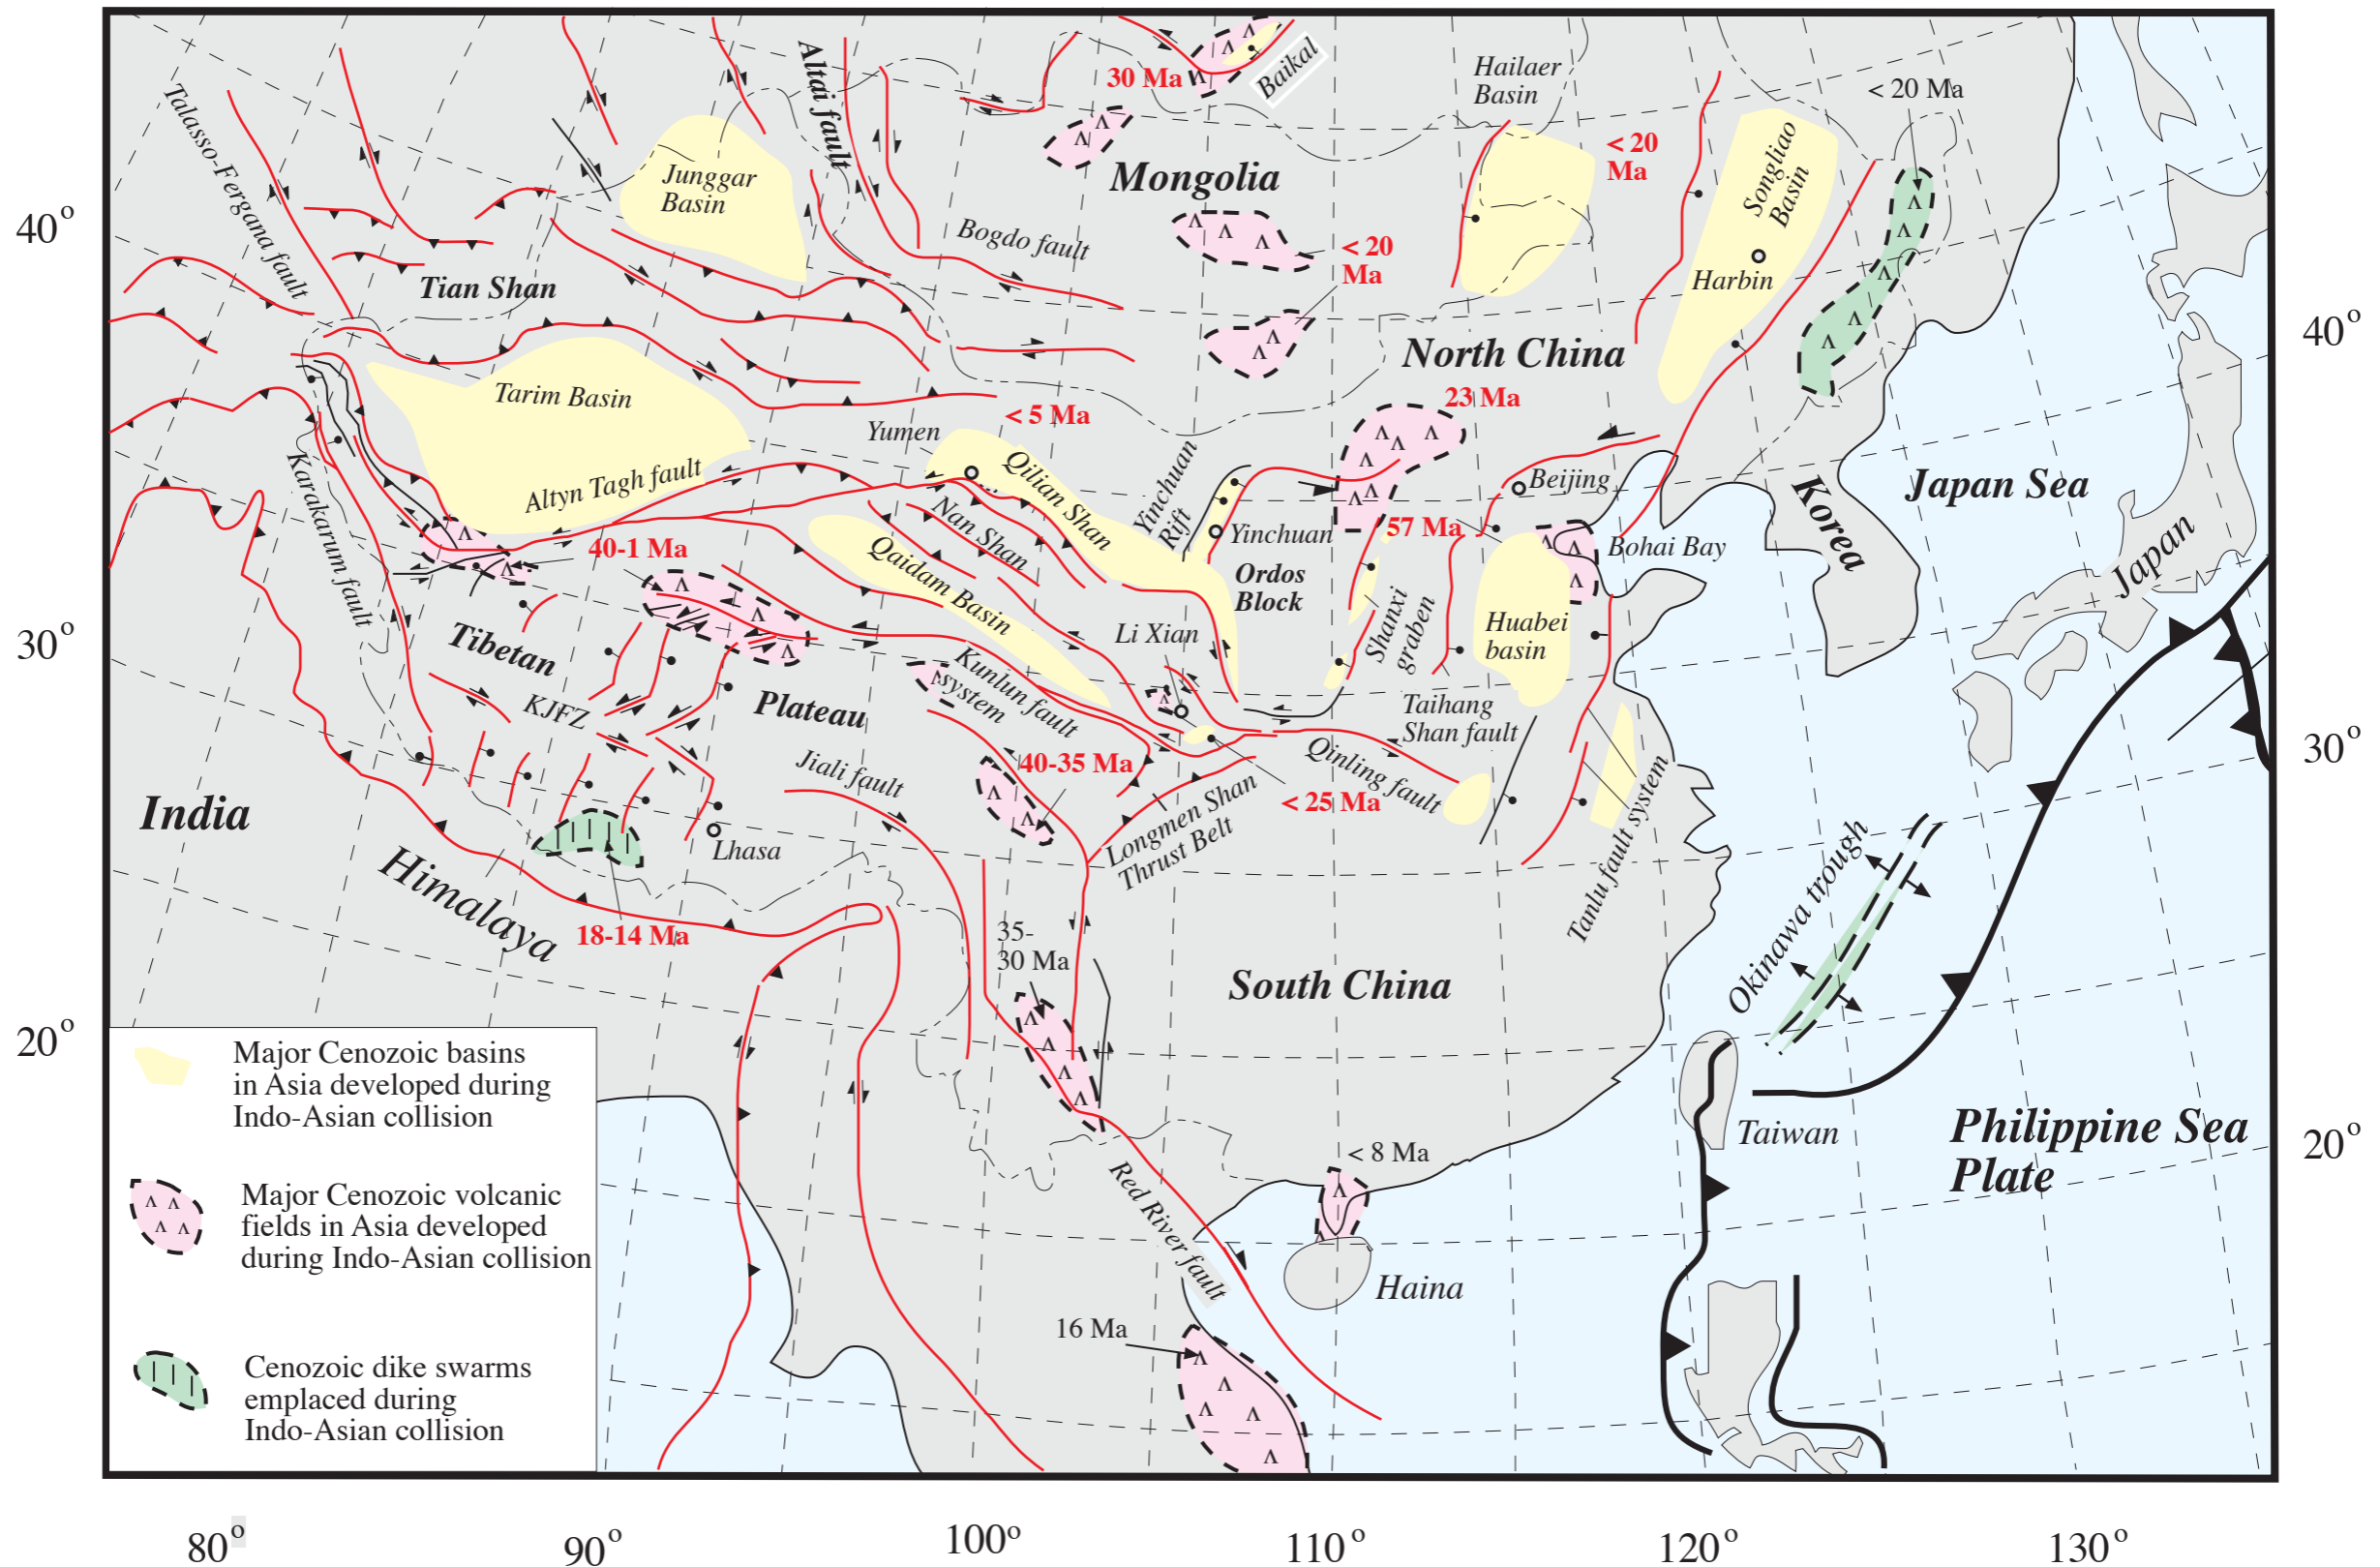 Talasso-Fergana fault
Altai fault
30 Ma
Baikal
Hailaer
Basin
< 20 Ma
< 20
Ma
Junggar
Basin
Mongolia
Songliao
Basin
Bogdo fault
< 20
Ma
Harbin
Tian Shan
40°
40°
North China
Tarim Basin
23 Ma
< 5 Ma
Yumen
Karakarum fault
Altyn Tagh fault
Qilian Shan
Yinchuan
Rift
Beijing
Japan Sea
Korea
Nan Shan
Yinchuan
57 Ma
Bohai Bay
Japan
40-1 Ma
Qaidam Basin
Ordos
Block
Shanxi
graben
Huabei
basin
30°
Tibetan
Plateau
Li Xian
Kunlun fault
system
KJFZ
Taihang
Shan fault
30°
Jiali fault
40-35 Ma
Qinling fault
India
< 25 Ma
Longmen Shan
Thrust Belt
Tanlu fault system
Lhasa
Himalaya
Okinawa trough
18-14 Ma
35-
30 Ma
South China
20°
Major Cenozoic basins
in Asia developed during
Indo-Asian collision
Taiwan
Philippine Sea
Plate
20°
< 8 Ma
Red River fault
Major Cenozoic volcanic
fields in Asia developed
during Indo-Asian collision
Haina
16 Ma
Cenozoic dike swarms
emplaced during
Indo-Asian collision
80°
90°
100°
110°
120°
130°